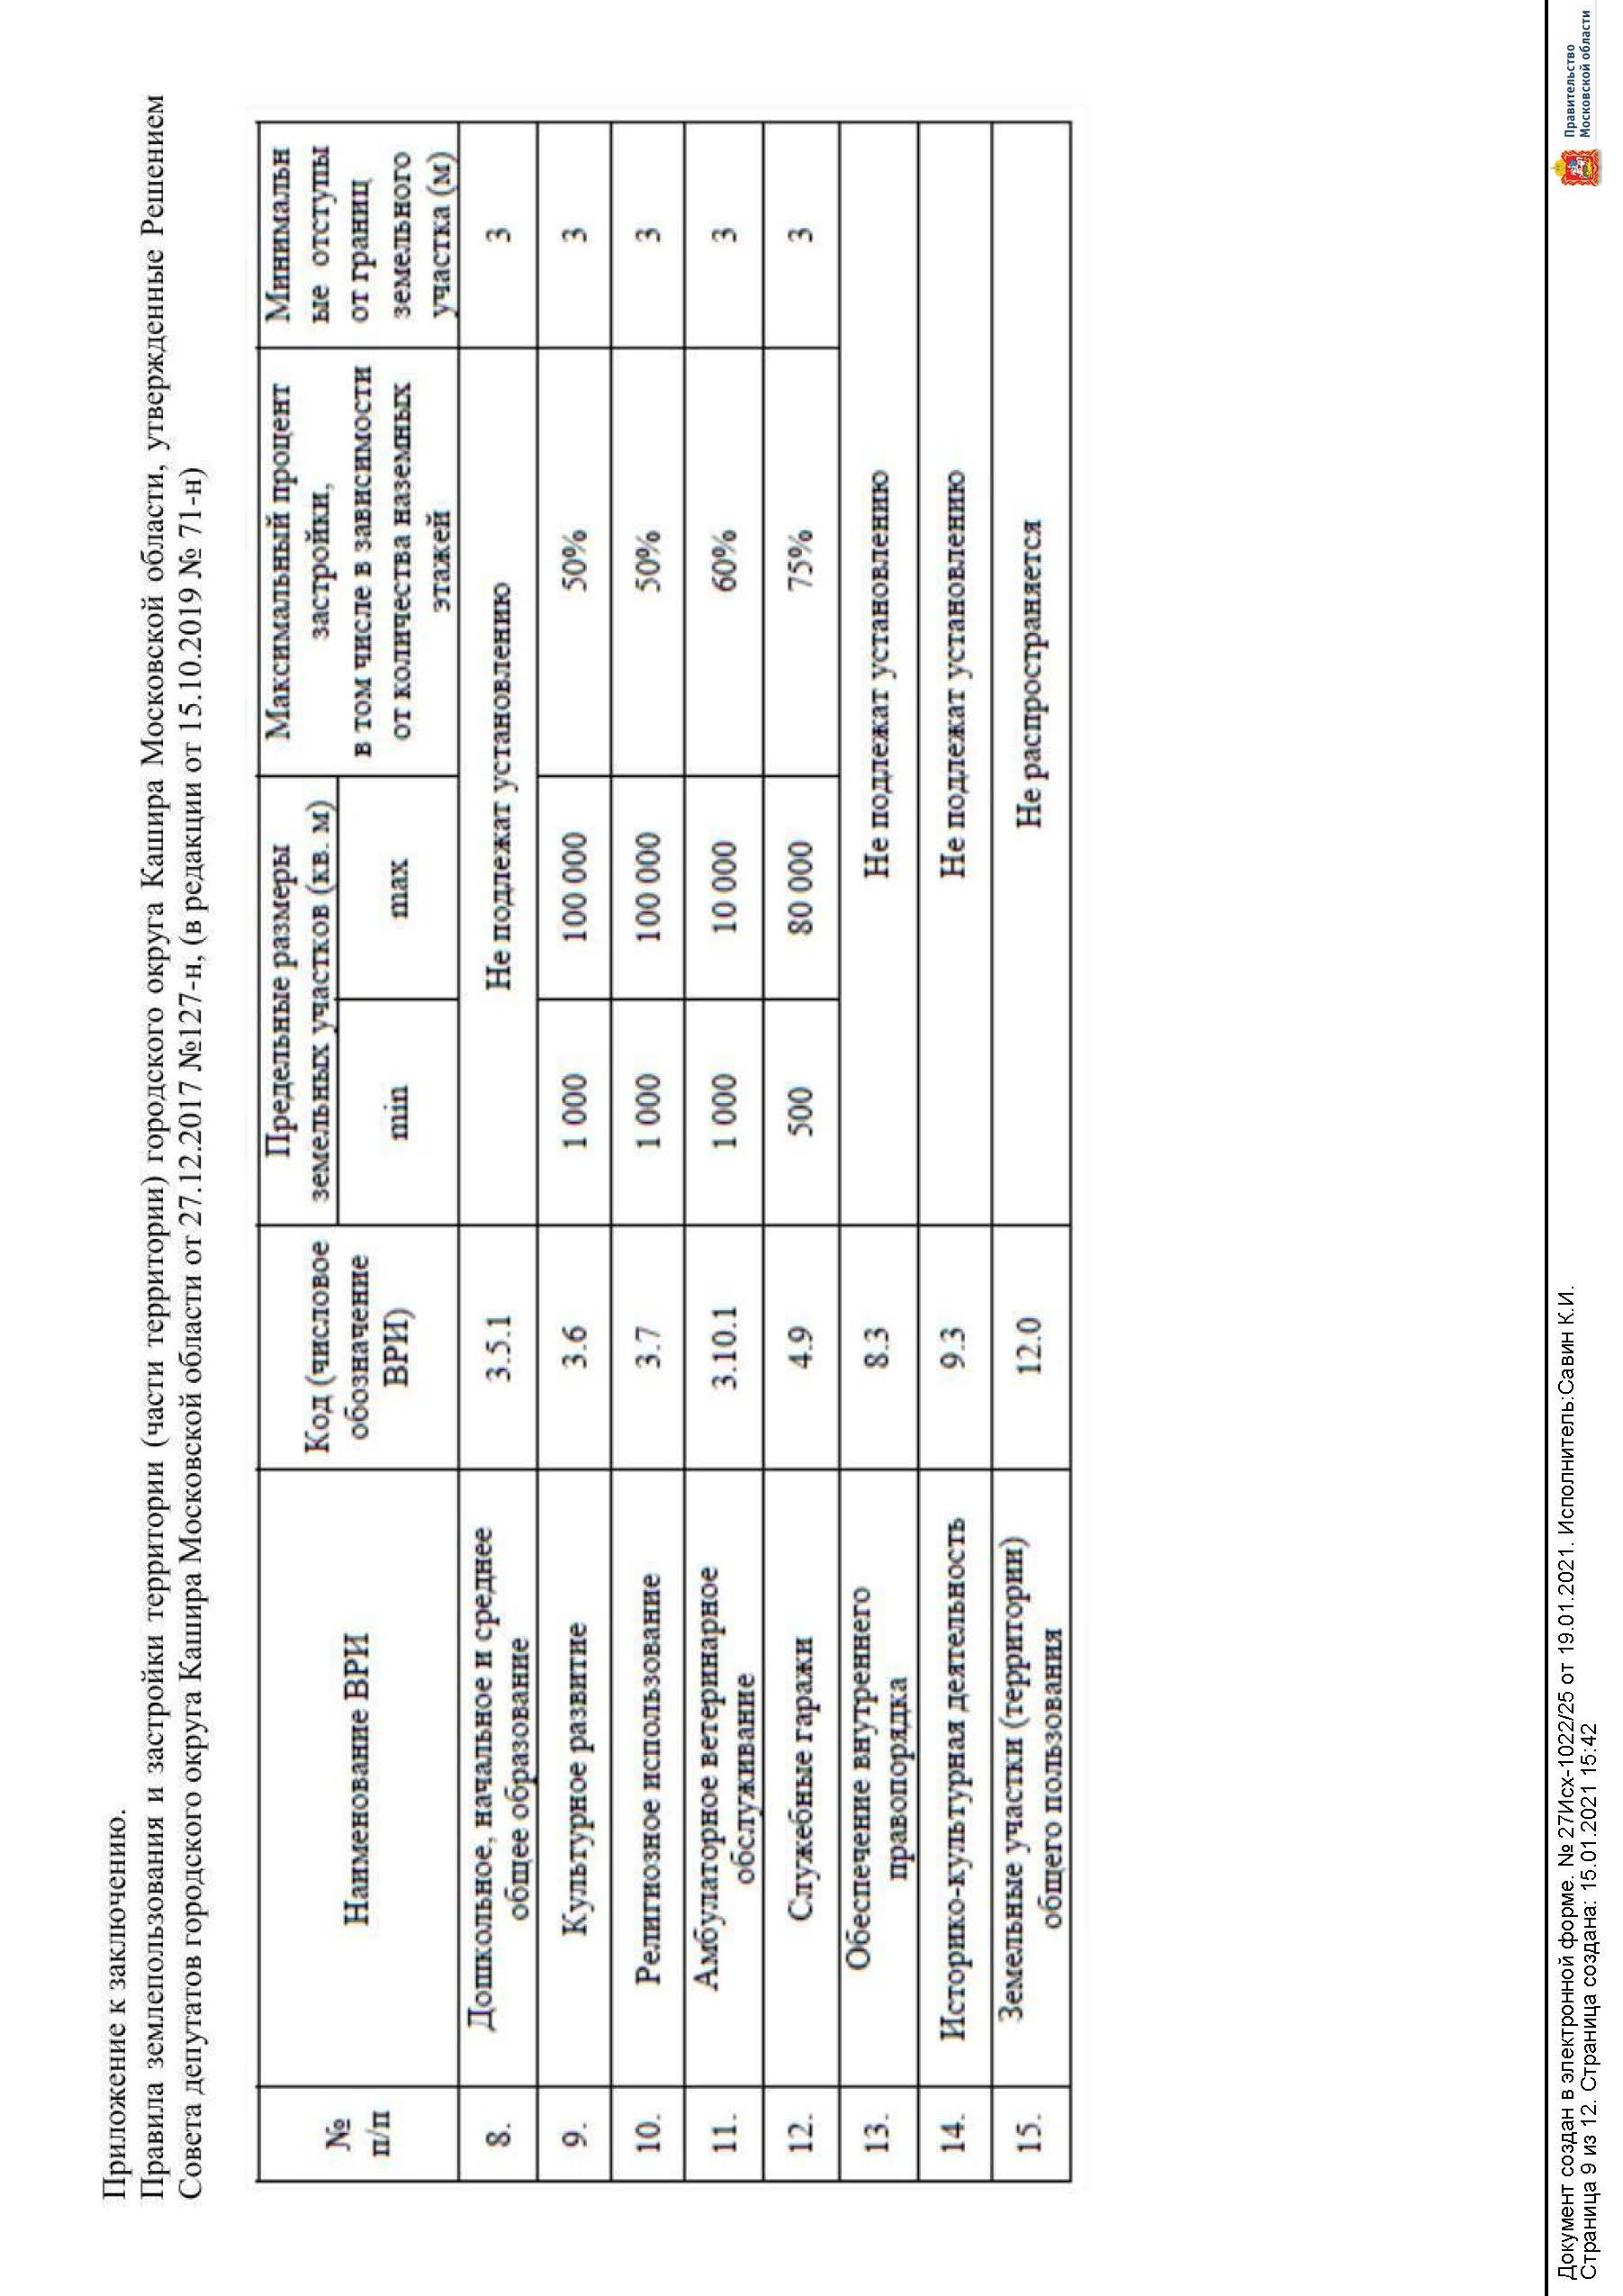 Приложение к заключению.
Правила землепользования и застройки территории (части территории) городского округа Кашира Московской области, утвержденные Решением
Совета депутатов городского округа Кашира Московской области от 27.12.2017 №127-н, (в редакции от 15.10.2019 № 71-н)
№
п/п
Наименование ВРИ
Код (числовое
обозначение
ВРИ)
Предельные размеры
земельных участков (кв. м)
min
max
Максимальный процент
застройки,
в том числе в зависимости
от количества наземных
этажей
Минимальн
ые отступы
от границ
земельного
участка (м)
8.
Дошкольное, начальное и среднее
общее образование
3.5.1
Не подлежат установлению
3
9.
Культурное развитие
3.6
1 000
100 000
50%
3
10.
Религиозное использование
3.7
1 000
100 000
50%
3
11.
Амбулаторное ветеринарное
обслуживание
3.10.1
1 000
10 000
60%
3
12.
Служебные гаражи
4.9
500
80 000
75%
3
13.
Обеспечение внутреннего
правопорядка
8.3
Не подлежат установлению
14.
Историко-культурная деятельность
9.3
Не подлежат установлению
15.
Земельные участки (территории)
общего пользования
12.0
Не распространяется
Документ создан в электронной форме. № 27Исх-1022/25 от 19.01.2021. Исполнитель:Савин К.И.
Страница 9 из 12. Страница создана: 15.01.2021 15:42
Правительство
Московской области